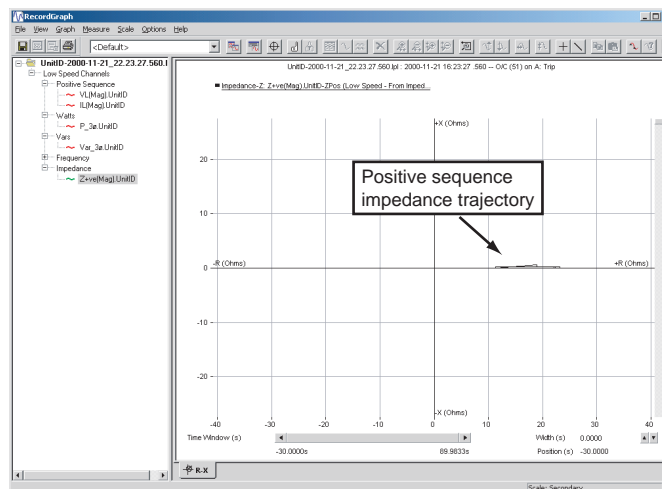 RecordGraph
File View Graph Measure Scale Options Help
<Default>
UnitID-2000-11-21_22.23.27.560.l
Low Speed Channels
Positive Sequence
VL(Mag).UnitID
IL(Mag).UnitID
Watts
P_3ø.UnitID
Vars
Var_3ø.UnitID
Frequency
Impedance
Z+ve(Mag).UnitID
UnitID-2000-11-21_22.23.27.560.lpl : 2000-11-21 16:23:27 .560 -- O/C (51) on A: Trip
Impedance-Z: Z+ve(Mag).UnitID-ZPos (Low Speed - From Imped...
+X (Ohms)
20
Positive sequence
impedance trajectory
10
-R (Ohms)
+R (Ohms)
0
-10
-20
-X (Ohms)
-40 -30 -20 -10 0 10 20 30 40
Time Window (s)
Width (s) 0.0000
-30.0000s 89.9833s Position (s) -30.0000
R-X
Scale: Secondary